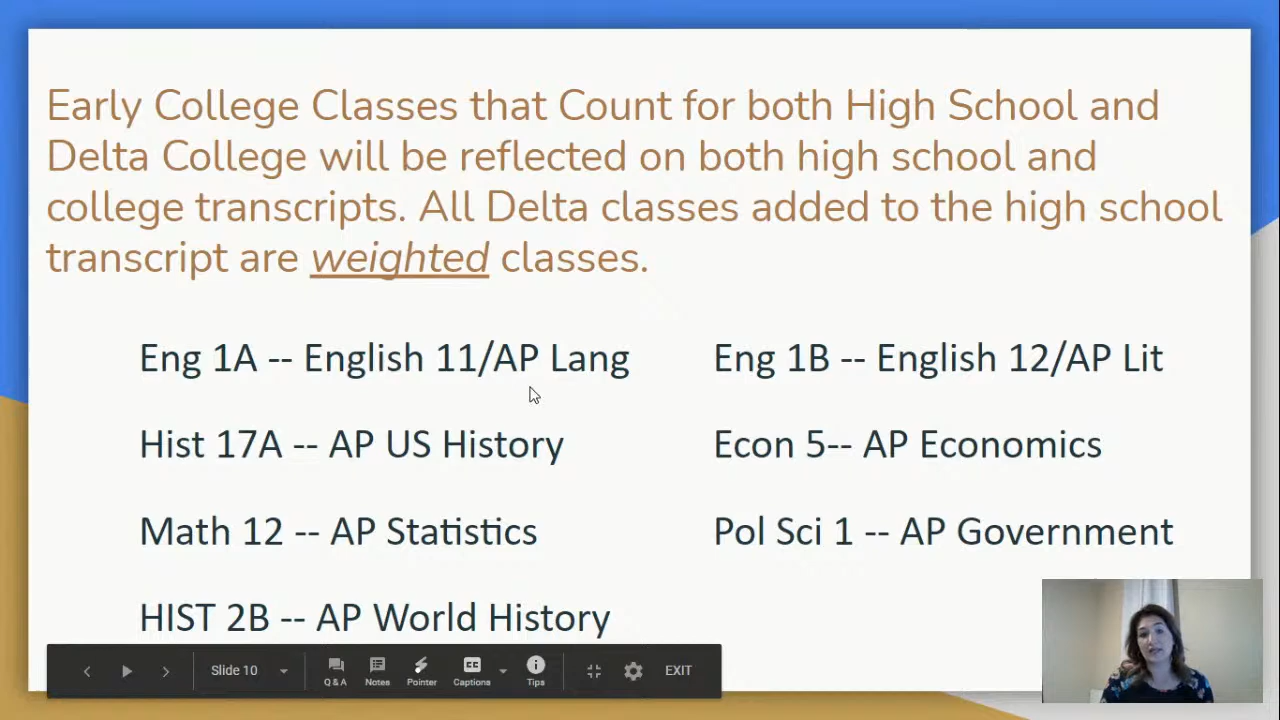 Early College Classes that Count for both High School and
Delta College will be reflected on both high school and
college transcripts. All Delta classes added to the high school
transcript are weighted classes.
Eng 1A -- English 11/AP Lang
Eng 1B -- English 12/AP Lit
Hist 17A -- AP US History
Econ 5-- AP Economics
Math 12 -- AP Statistics
Pol Sci 1 -- AP Government
HIST 2B -- AP World History
Slide 10
Q & A
Notes
Pointer
CC
Captions
Tips
EXIT